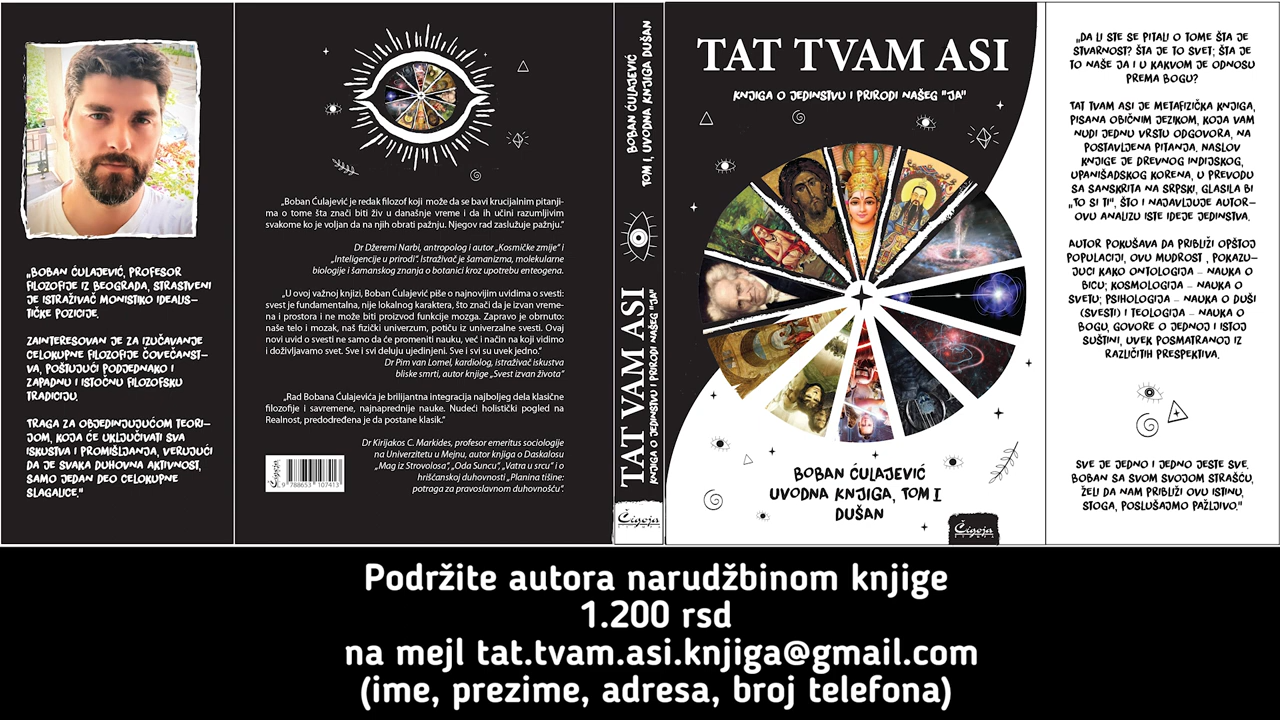 „BOBAN ĆULAJEVIĆ, PROFESOR
FILOZOFIJE IZ BEOGRADA, STRASTVENI
JE ISTRAŽIVAČ MONISTIKO IDEALIS-
TIČKE POZICIJE.
ZAINTERESOVAN JE ZA IZUČAVANJE
CELOKUPNE FILOZOFIJE ČOVEČANST-
VA, POŠTUJUĆI PODJEDNAKO I
ZAPADNU I ISTOČNU FILOZOFSKU
TRADICIJU.
TRAGA ZA OBJEDINJUJUĆOM TEORI-
JOM, KOJA ĆE UKLJUČIVATI SVA
ISKUSTVA I PROMIŠLJANJA, VERUJUĆI
DA JE SVAKA DUHOVNA AKTIVNOST,
SAMO JEDAN DEO CELOKUPNE
SLAGALICE.“
„Boban Ćulajević je redak filozof koji može da se bavi krucijalnim pitanji-
ma o tome šta znači biti živ u današnje vreme i da ih učini razumljivim
svakome ko je voljan da na njih obrati pažnju. Njegov rad zaslužuje pažnju.“
Dr Džeremi Narbi, antropolog i autor „Kosmičke zmije“ i
„Inteligencije u prirodi“. Istraživač je šamanizma, molekularne
biologije i šamanskog znanja o botanici kroz upotrebu enteogena.
„U ovoj važnoj knjizi, Boban Ćulajević piše o najnovijim uvidima o svesti:
svest je fundamentalna, nije lokalnog karaktera, što znači da je izvan vreme-
na i prostora i ne može biti proizvod funkcije mozga. Zapravo je obrnuto:
naše telo i mozak, naš fizički univerzum, potiču iz univerzalne svesti. Ovaj
novi uvid o svesti ne samo da će promeniti nauku, već i način na koji vidimo
i doživljavamo svet. Sve i svi deluju ujedinjeni. Sve i svi su uvek jedno.“
Dr Pim van Lomel, kardiolog, istraživač iskustva
bliske smrti, autor knjige „Svest izvan života“
„Rad Bobana Ćulajevića je brilijantna integracija najboljeg dela klasične
filozofije i savremene, najnaprednije nauke. Nudeći holistički pogled na
Realnost, predodređena je da postane klasik.“
Dr Kirijakos C. Markides, profesor emeritus sociologije
na Univerzitetu u Mejnu, autor knjiga o Daskalosu
„Mag iz Strovolosa“, „Oda Suncu“, „Vatra u srcu“ i o
hrišćanskoj duhovnosti „Planina tišine:
potraga za pravoslavnom duhovnošću“.
Čigoja
9 788653 107413
BOBAN ĆULAJEVIĆ
TOM I, UVODNA KNJIGA DUŠAN
TAT TVAM ASI
KNJIGA O JEDINSTVU I PRIRODI NAŠEG "JA"
Čigoja
TAT TVAM ASI
KNJIGA O JEDINSTVU I PRIRODI NAŠEG "JA"
BOBAN ĆULAJEVIĆ
UVODNA KNJIGA, TOM I
DUŠAN
Čigoja
„DA LI STE SE PITALI O TOME ŠTA JE
STVARNOST? ŠTA JE TO SVET; ŠTA JE
TO NAŠE JA I U KAKVOM JE ODNOSU
PREMA BOGU?
TAT TVAM ASI JE METAFIZIČKA KNJIGA,
PISANA OBIČNIM JEZIKOM, KOJA VAM
NUDI JEDNU VRSTU ODGOVORA, NA
POSTAVLJENA PITANJA. NASLOV
KNJIGE JE DREVNOG INDIJSKOG,
UPANIŠADSKOG KORENA, U PREVODU
SA SANSKRITA NA SRPSKI, GLASILA BI
„TO SI TI“, ŠTO I NAJAVLJUJE AUTOR-
OVU ANALIZU ISTE IDEJE JEDINSTVA.
AUTOR POKUŠAVA DA PRIBLIŽI OPŠTOJ
POPULACIJI, OVU MUDROST , POKAZU-
JUĆI KAKO ONTOLOGIJA – NAUKA O
BIĆU; KOSMOLOGIJA – NAUKA O
SVETU; PSIHOLOGIJA – NAUKA O DUŠI
(SVESTI) I TEOLOGIJA – NAUKA O
BOGU, GOVORE O JEDNOJ I ISTOJ
SUŠTINI, UVEK POSMATRANOJ IZ
RAZLIČITIH PRESPEKTIVA.
SVE JE JEDNO I JEDNO JESTE SVE.
BOBAN SA SVOM SVOJOM STRAŠĆU,
ŽELI DA NAM PRIBLIŽI OVU ISTINU,
STOGA, POSLUŠAJMO PAŽLJIVO.“
Podržite autora narudžbinom knjige
1.200 rsd
na mejl tat.tvam.asi.knjiga@gmail.com
(ime, prezime, adresa, broj telefona)